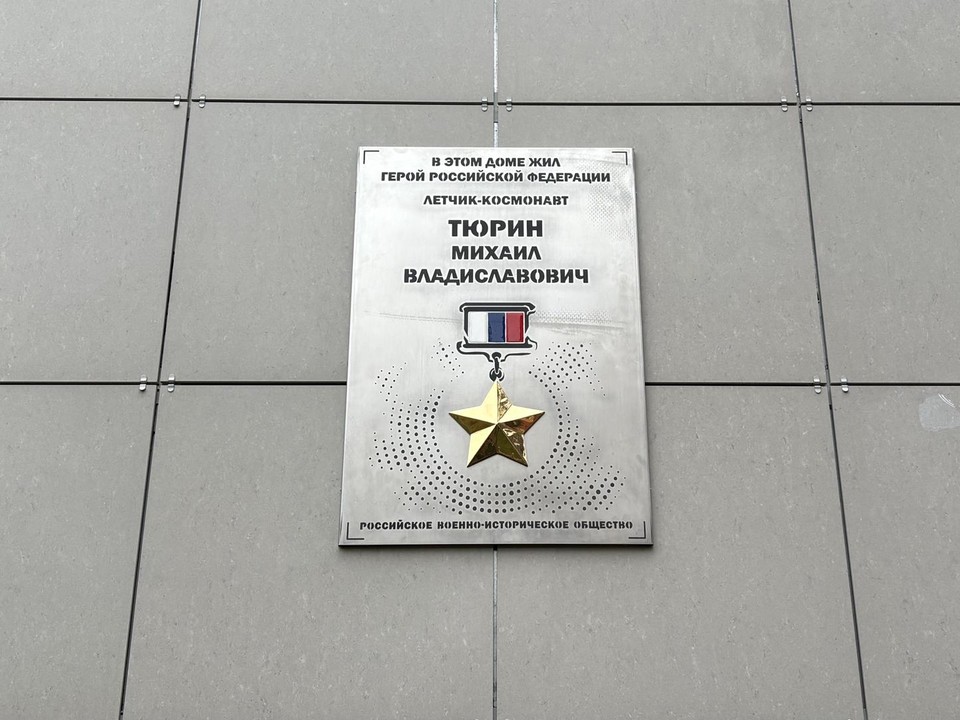 В ЭТОМ ДОМЕ ЖИЛ
ГЕРОЙ РОССИЙСКОЙ ФЕДЕРАЦИИ
ЛЕТЧИК-КОСМОНАВТ
ТЮРИН
МИХАИЛ
ВЛАДИСЛАВОВИЧ
РОССИЙСКОЕ ВОЕННО-ИСТОРИЧЕСКОЕ ОБЩЕСТВО